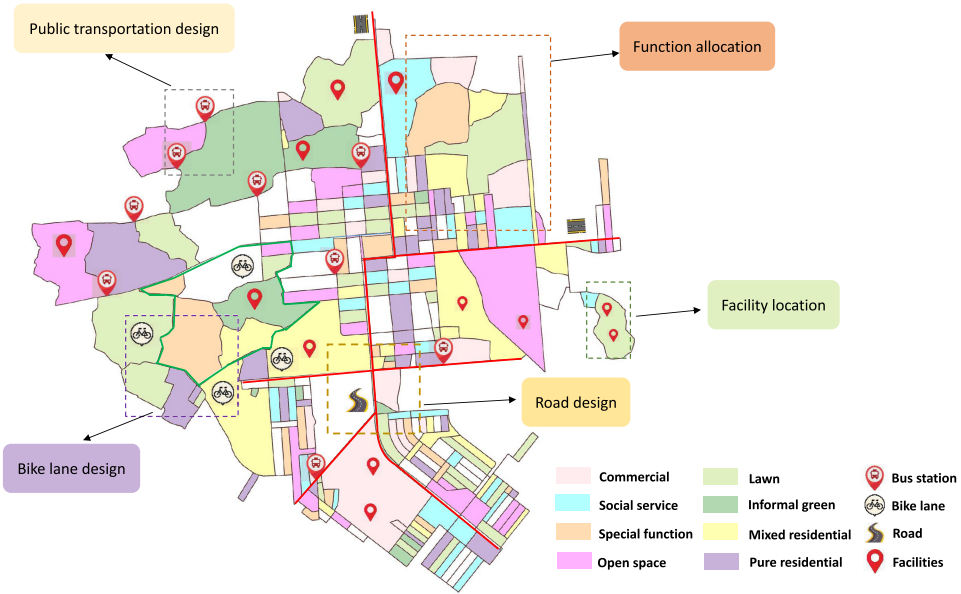 Public transportation design
Function allocation
Facility location
Road design
Bike lane design
Commercial
Social service
Special function
Open space
Lawn
Informal green
Mixed residential
Pure residential
Bus station
Bike lane
Road
Facilities